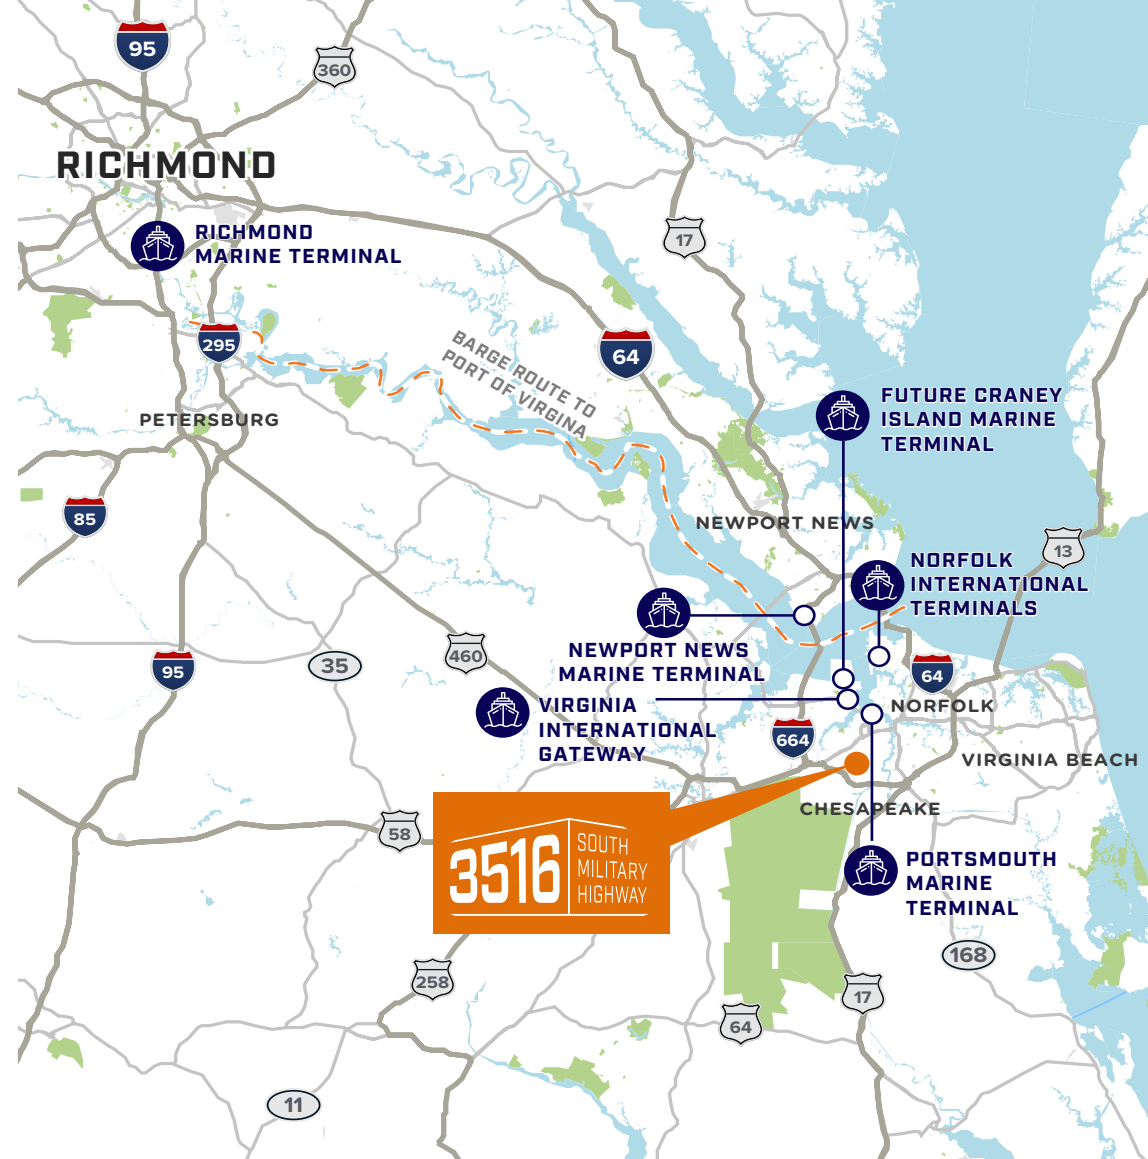 95
360
RICHMOND
RICHMOND
MARINE TERMINAL
17
295
64
BARGE ROUTE TO
PORT OF VIRGINA
FUTURE CRANEY
ISLAND MARINE
TERMINAL
PETERSBURG
85
NEWPORT NEWS
13
NORFOLK
INTERNATIONAL
TERMINALS
NEWPORT NEWS
MARINE TERMINAL
95
35
460
64
VIRGINIA
INTERNATIONAL
GATEWAY
NORFOLK
664
VIRGINIA BEACH
CHESAPEAKE
58
3516
SOUTH
MILITARY
HIGHWAY
PORTSMOUTH
MARINE
TERMINAL
168
258
17
64
11